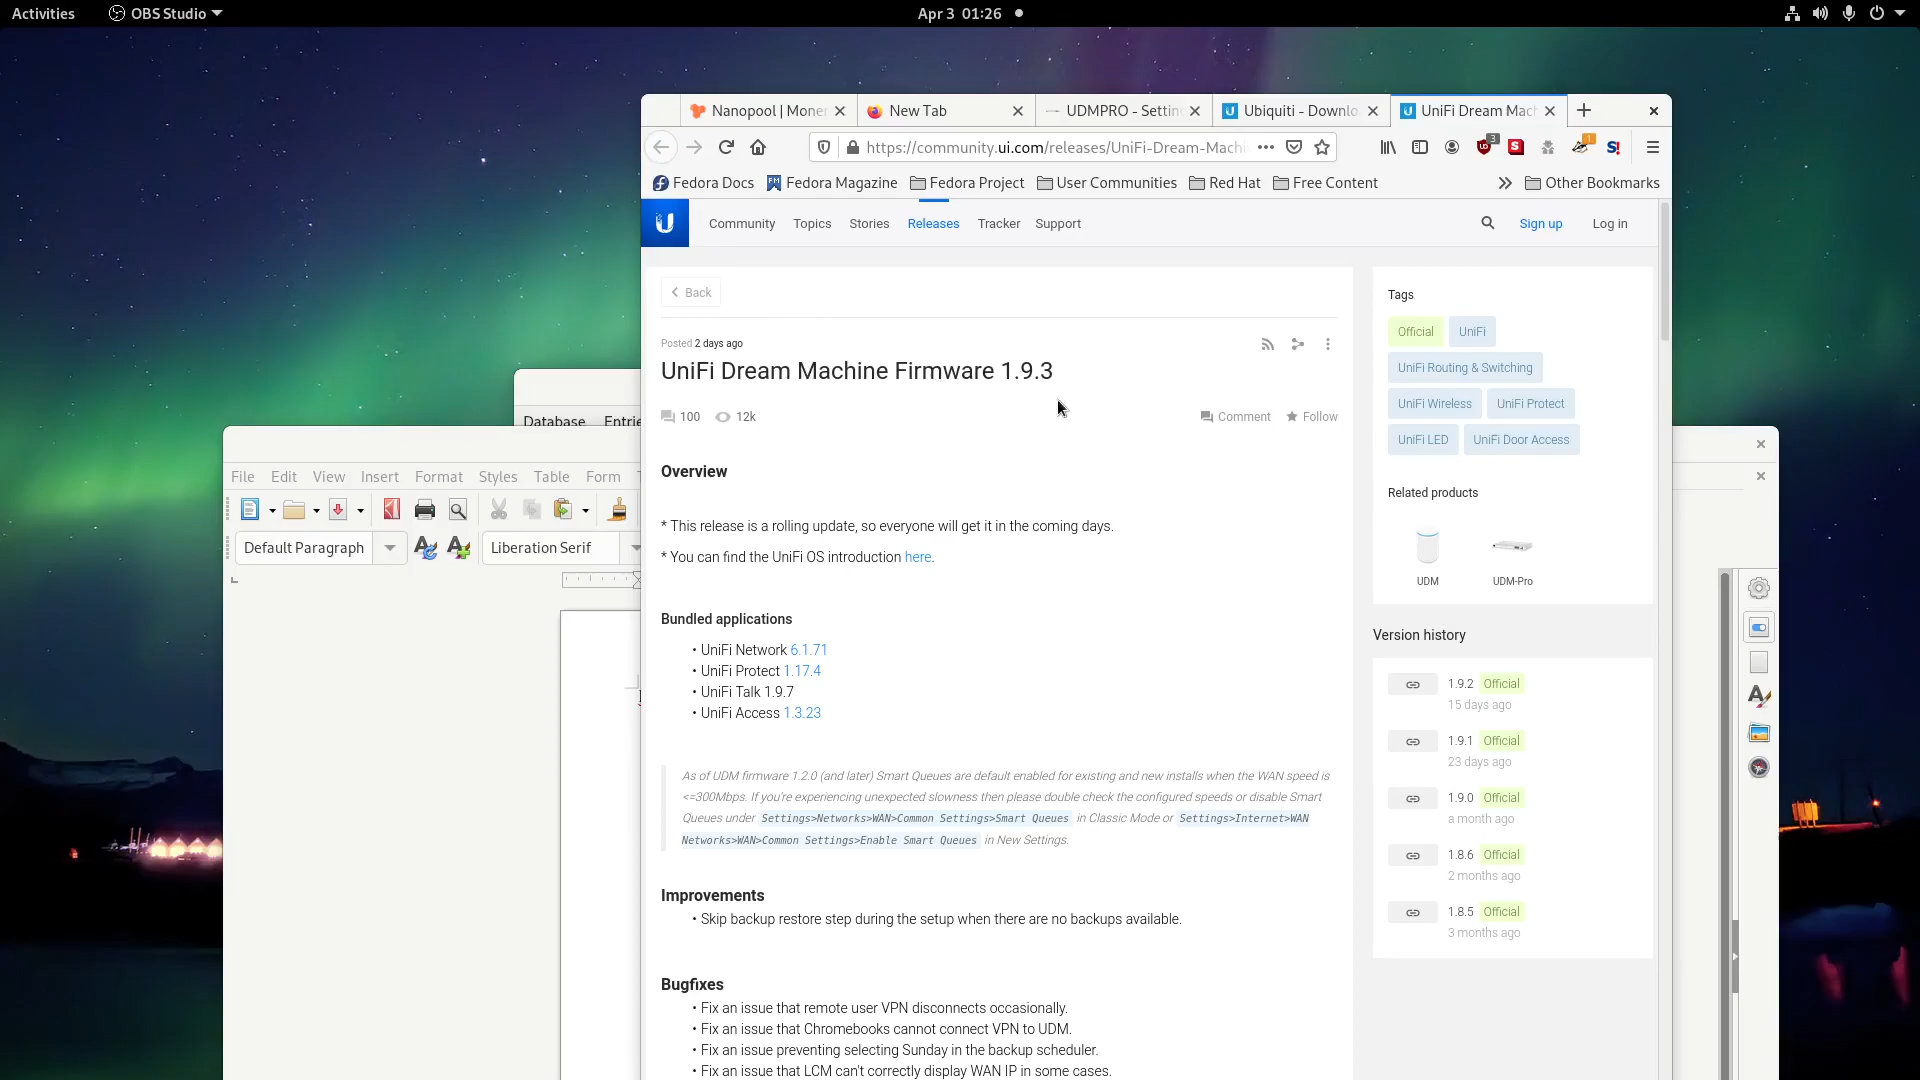 Activities
OBS Studio
Apr 3 01:26
Nanopool | Moner
New Tab
UDMPRO - Settin
Ubiquiti - Downlo
UniFi Dream Mach
https://community.ui.com/releases/UniFi-Dream-Machi
3
1
Fedora Docs
Fedora Magazine
Fedora Project
User Communities
Red Hat
Free Content
Other Bookmarks
Community
Topics
Stories
Releases
Tracker
Support
Sign up
Log in
Back
Posted 2 days ago
UniFi Dream Machine Firmware 1.9.3
100
12k
Comment
Follow
Overview
* This release is a rolling update, so everyone will get it in the coming days.
* You can find the UniFi OS introduction here.
Bundled applications
• UniFi Network 6.1.71
• UniFi Protect 1.17.4
• UniFi Talk 1.9.7
• UniFi Access 1.3.23
As of UDM firmware 1.2.0 (and later) Smart Queues are default enabled for existing and new installs when the WAN speed is
<=300Mbps. If you're experiencing unexpected slowness then please double check the configured speeds or disable Smart
Queues under Settings>Networks>WAN>Common Settings>Smart Queues in Classic Mode or Settings>Internet>WAN
Networks>WAN>Common Settings>Enable Smart Queues in New Settings.
Improvements
• Skip backup restore step during the setup when there are no backups available.
Bugfixes
• Fix an issue that remote user VPN disconnects occasionally.
• Fix an issue that Chromebooks cannot connect VPN to UDM.
• Fix an issue preventing selecting Sunday in the backup scheduler.
• Fix an issue that LCM can't correctly display WAN IP in some cases.
Tags
Official
UniFi
UniFi Routing & Switching
UniFi Wireless
UniFi Protect
UniFi LED
UniFi Door Access
Related products
UDM
UDM-Pro
Version history
1.9.2 Official
15 days ago
1.9.1 Official
23 days ago
1.9.0 Official
a month ago
1.8.6 Official
2 months ago
1.8.5 Official
3 months ago
Database
Entrie
File
Edit
View
Insert
Format
Styles
Table
Form
Default Paragraph
Liberation Serif